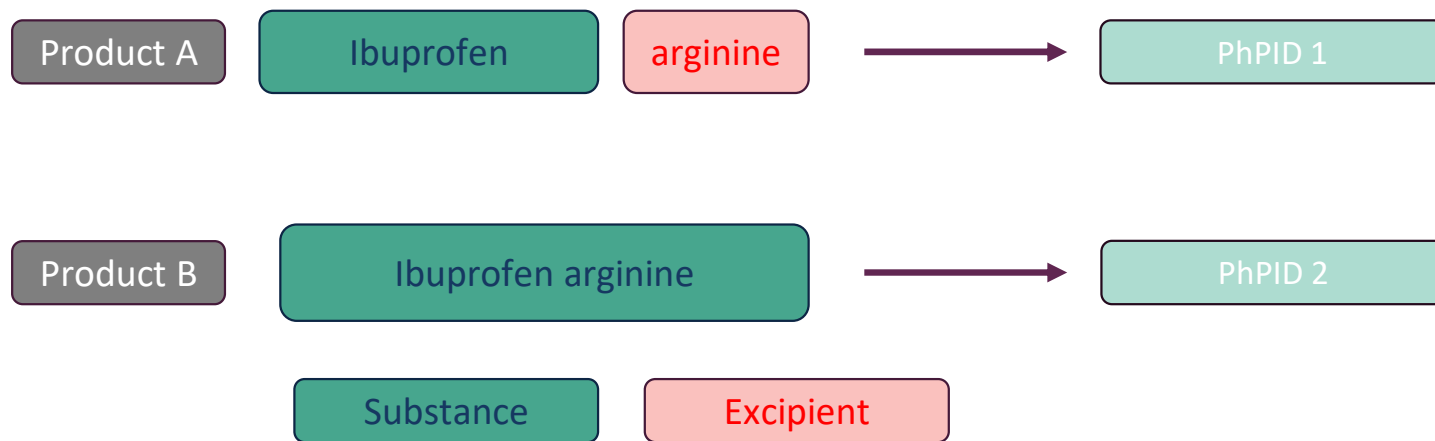 Product A Ibuprofen arginine PhPID 1
Product B Ibuprofen arginine PhPID 2
Substance Excipient